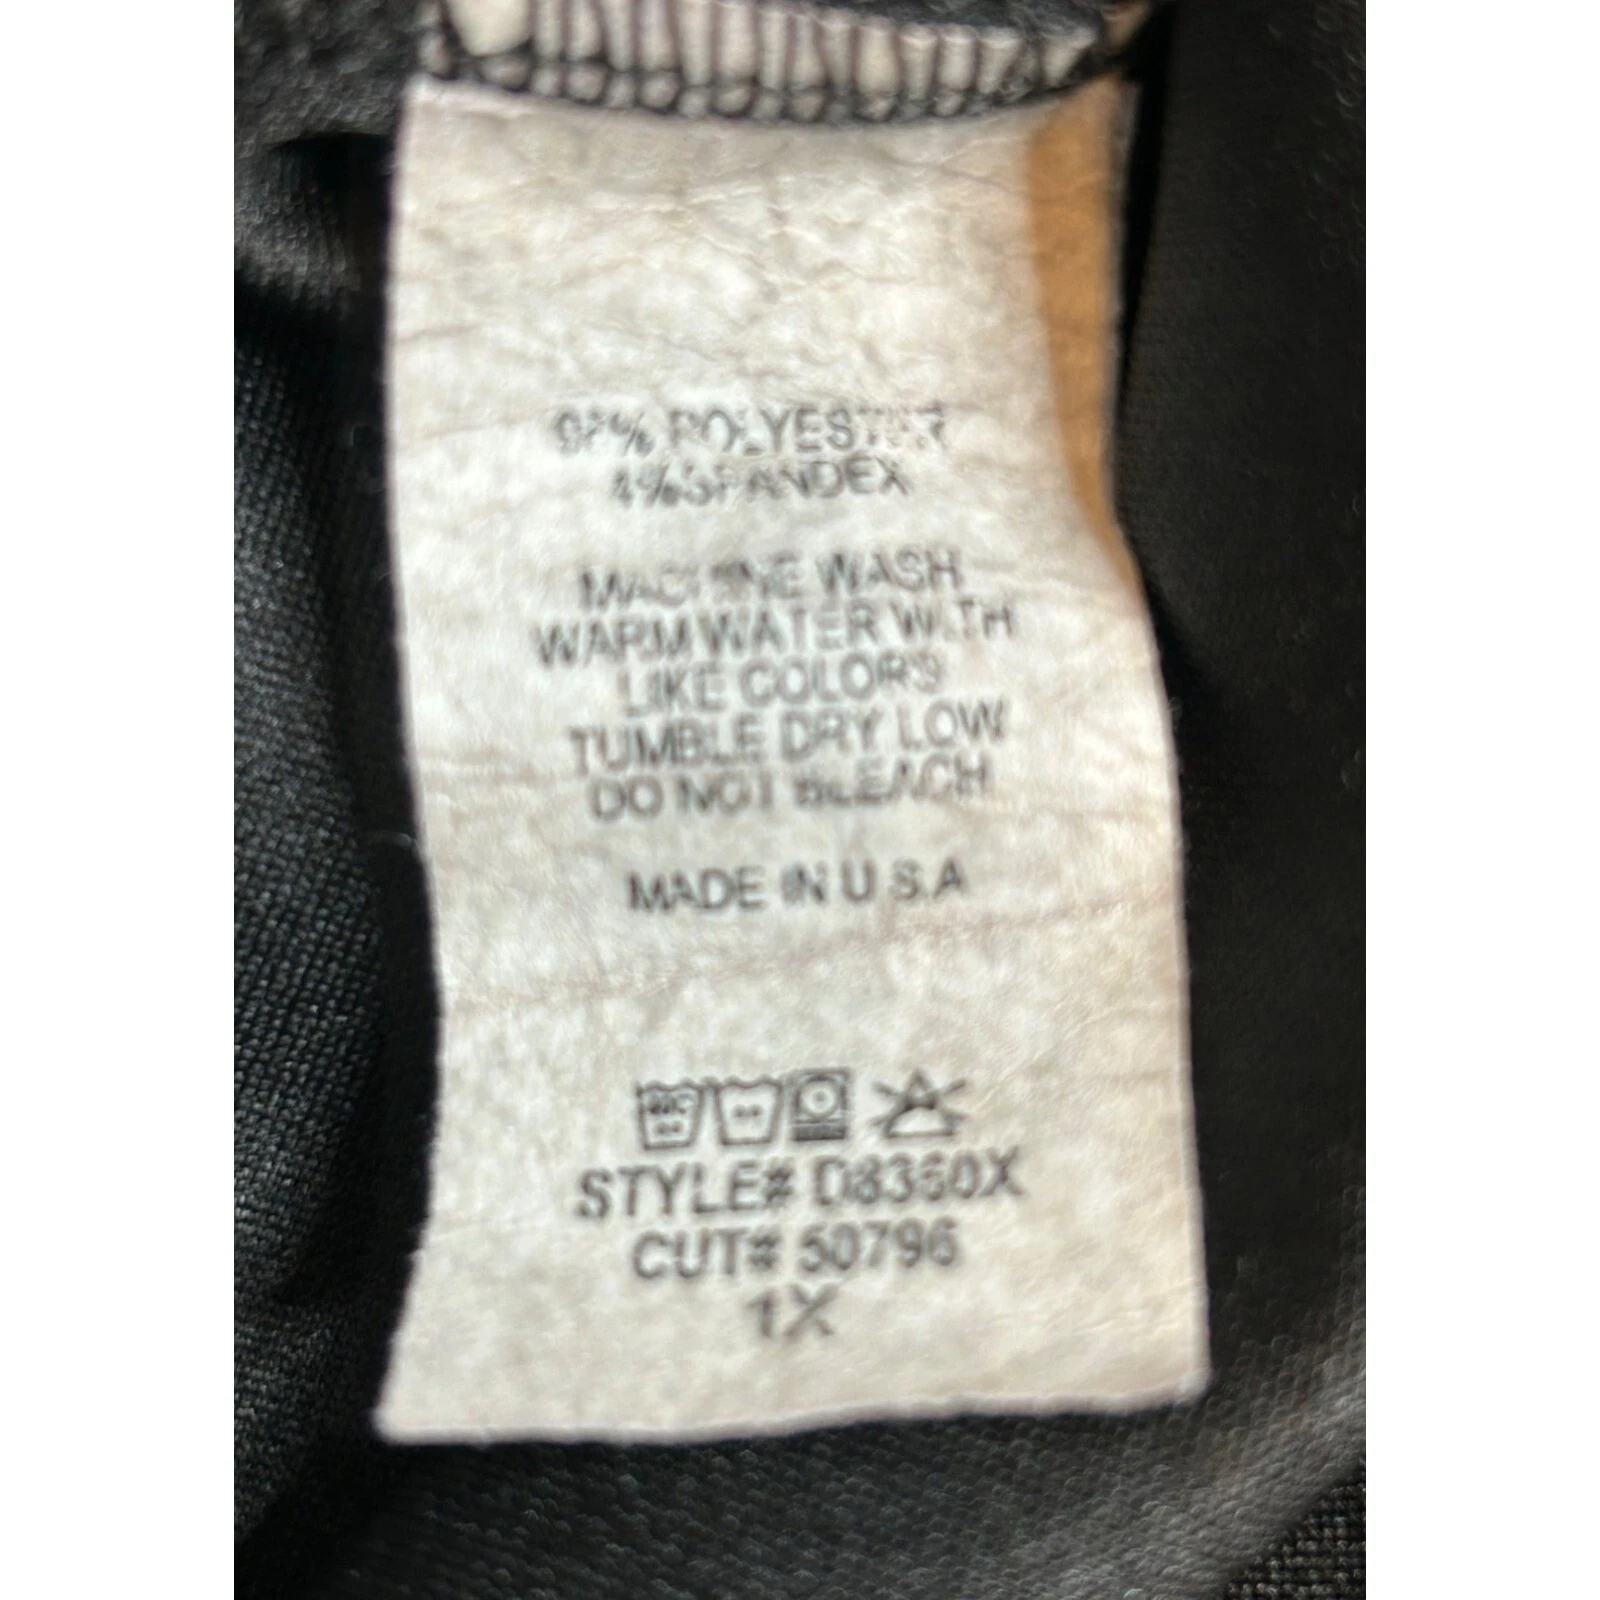 POLYESTER
4% SPANDEX
MACHINE WASH
WARM WATER WITH
LIKE COLORS
TUMBLE DRY LOW
DO NOT BLEACH
MADE IN U.S.A
STYLE# D8360X
CUT# 50796
1X